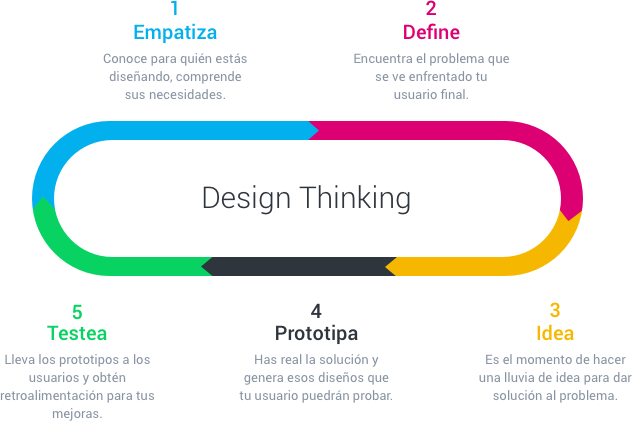 1
Empatiza
Conoce para quién estás
diseñando, comprende
sus necesidades.
2
Define
Encuentra el problema que
se ve enfrentado tu
usuario final.
Design Thinking
5
Testea
Lleva los prototipos a los
usuarios y obtén
retroalimentación para tus
mejoras.
4
Prototipa
Has real la solución y
genera esos diseños que
tu usuario puedrán probar.
3
Idea
Es el momento de hacer
una lluvia de idea para dar
solución al problema.